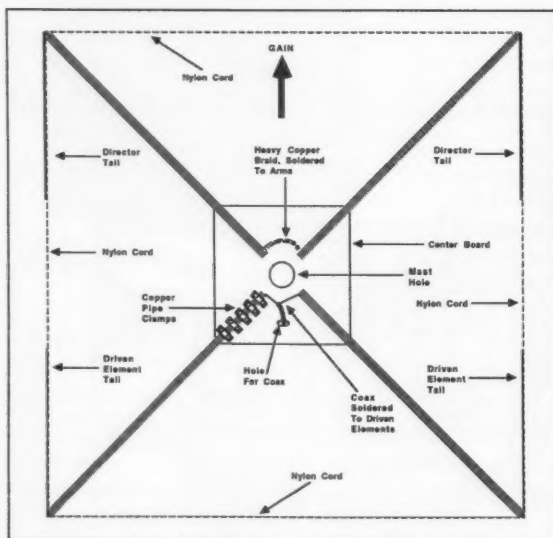 GAIN
Nylon Cord
Director
Tail
Heavy Copper
Braid, Soldered
To Arms
Director
Tail
Nylon Cord
Center Board
Mast
Hole
Copper
Pipe
Clamps
Nylon Cord
Driven
Element
Tail
Hole
For Coax
Coax
Soldered
To Driven
Elements
Driven
Element
Tail
Nylon Cord